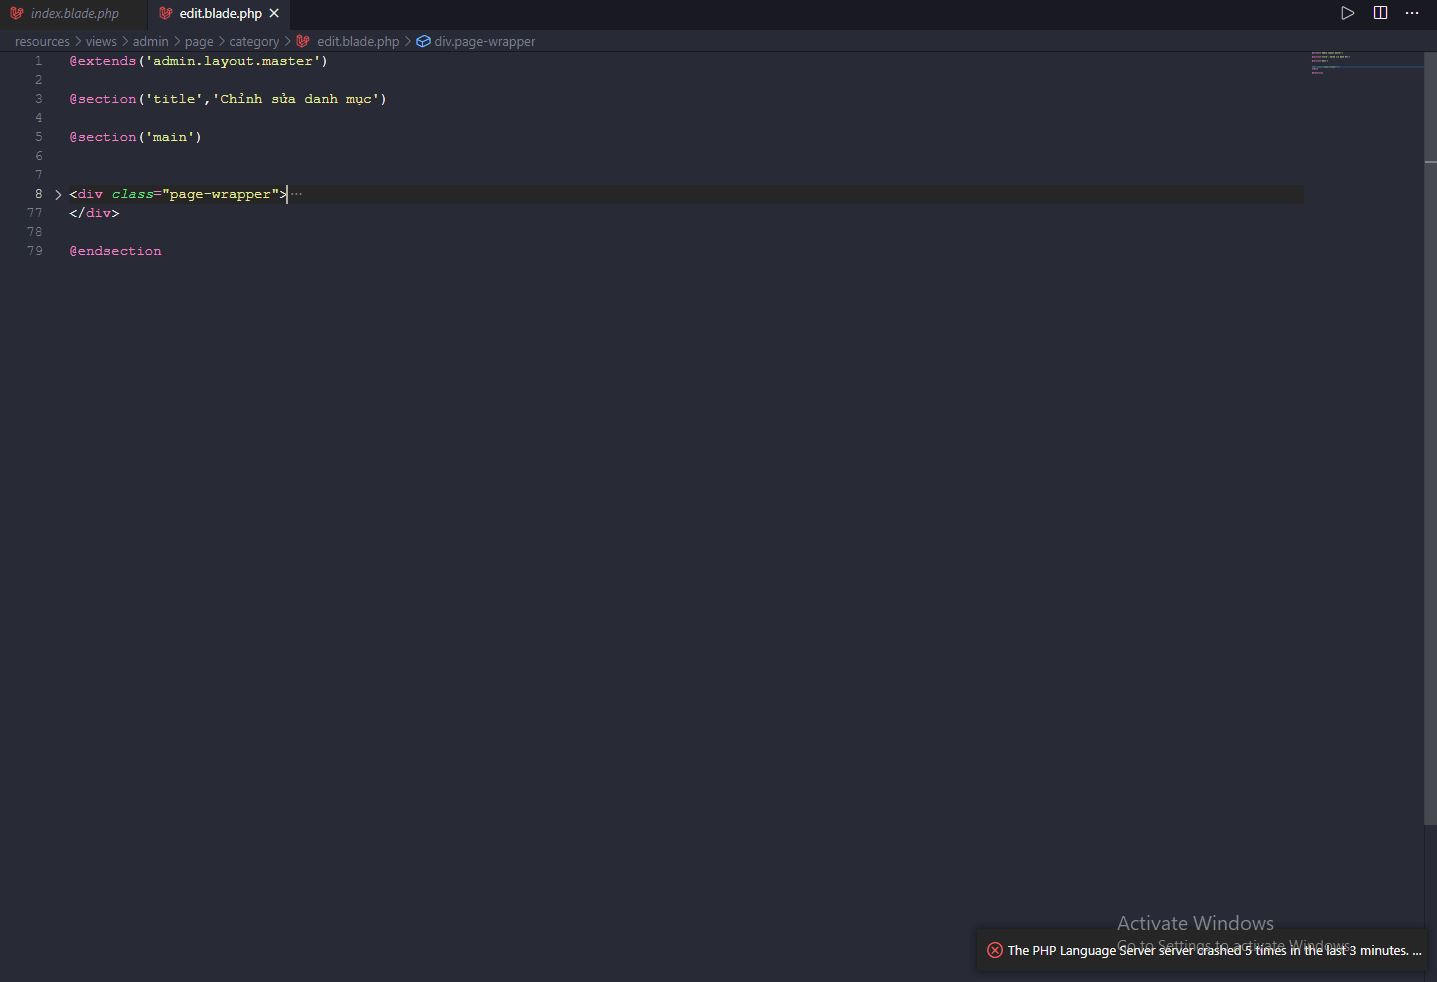 index.blade.php
edit.blade.php
resources > views > admin > page > category > edit.blade.php > div.page-wrapper
1 @extends('admin.layout.master')
2
3 @section('title','Chỉnh sửa danh mục')
4
5 @section('main')
6
7
8 <div class="page-wrapper">⋯
77 </div>
78
79 @endsection
Activate Windows
Go to Settings to activate Windows.
The PHP Language Server server crashed 5 times in the last 3 minutes. ...